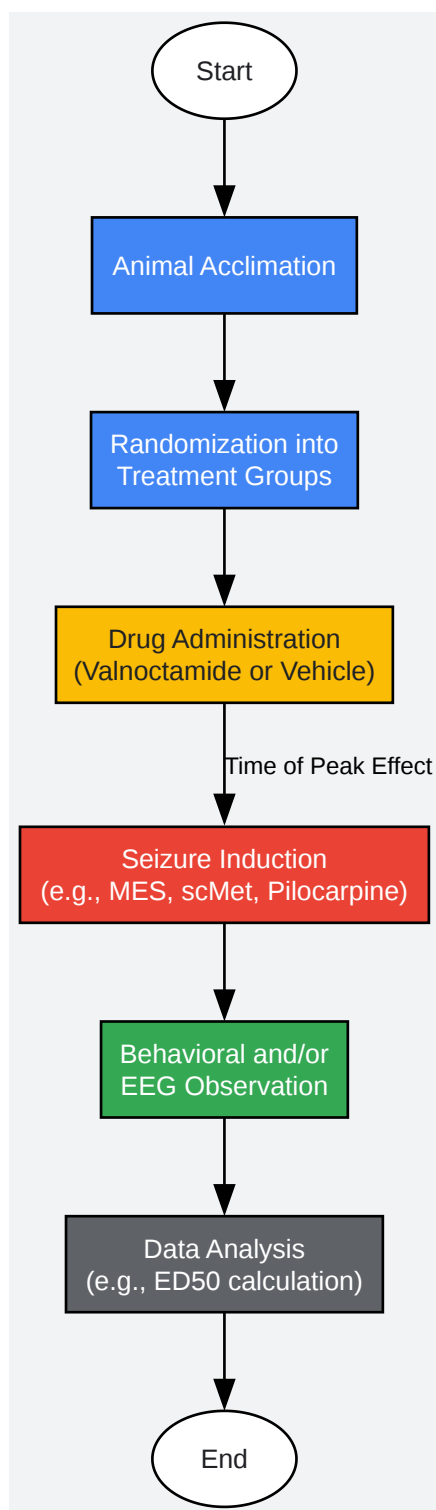 Start
Animal Acclimation
Randomization into
Treatment Groups
Drug Administration
(Valnoctamide or Vehicle)
Time of Peak Effect
Seizure Induction
(e.g., MES, scMet, Pilocarpine)
Behavioral and/or
EEG Observation
Data Analysis
(e.g., ED50 calculation)
End